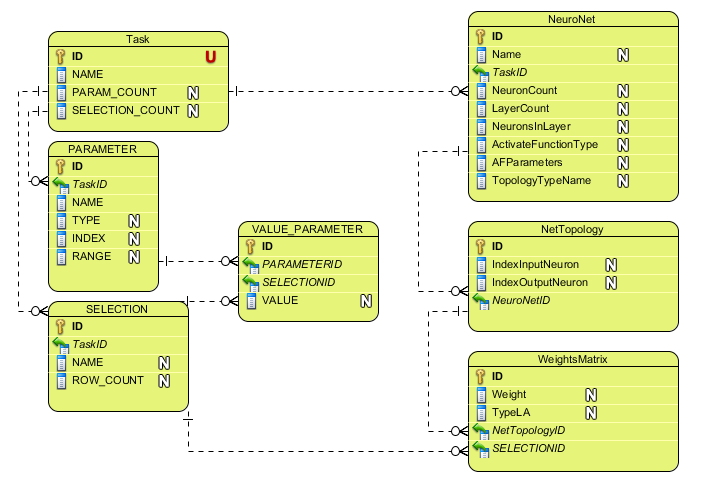 Task
ID U
NAME
PARAM_COUNT N
SELECTION_COUNT N
PARAMETER
ID
TaskID
NAME
TYPE N
INDEX N
RANGE N
SELECTION
ID
TaskID
NAME N
ROW_COUNT N
VALUE_PARAMETER
ID
PARAMETERID
SELECTIONID
VALUE N
NeuroNet
ID
Name N
TaskID
NeuronCount N
LayerCount N
NeuronsInLayer N
ActivateFunctionType N
AFParameters N
TopologyTypeName N
NetTopology
ID
IndexInputNeuron N
IndexOutputNeuron N
NeuroNetID
WeightsMatrix
ID
Weight N
TypeLA N
NetTopologyID
SELECTIONID